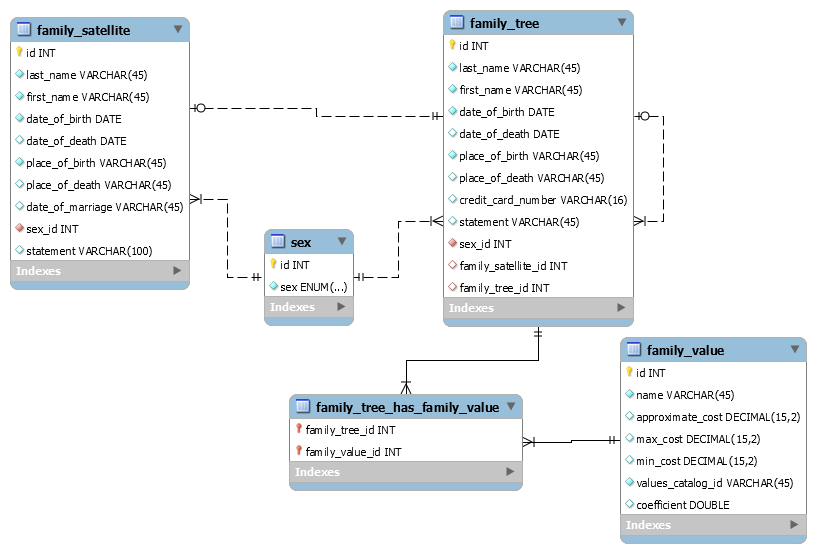 family_satellite
id INT
last_name VARCHAR(45)
first_name VARCHAR(45)
date_of_birth DATE
date_of_death DATE
place_of_birth VARCHAR(45)
place_of_death VARCHAR(45)
date_of_marriage VARCHAR(45)
sex_id INT
statement VARCHAR(100)
Indexes
family_tree
id INT
last_name VARCHAR(45)
first_name VARCHAR(45)
date_of_birth DATE
date_of_death DATE
place_of_birth VARCHAR(45)
place_of_death VARCHAR(45)
credit_card_number VARCHAR(16)
statement VARCHAR(45)
sex_id INT
family_satellite_id INT
family_tree_id INT
Indexes
sex
id INT
sex ENUM(...)
Indexes
family_tree_has_family_value
family_tree_id INT
family_value_id INT
Indexes
family_value
id INT
name VARCHAR(45)
approximate_cost DECIMAL(15,2)
max_cost DECIMAL(15,2)
min_cost DECIMAL(15,2)
values_catalog_id VARCHAR(45)
coefficient DOUBLE
Indexes